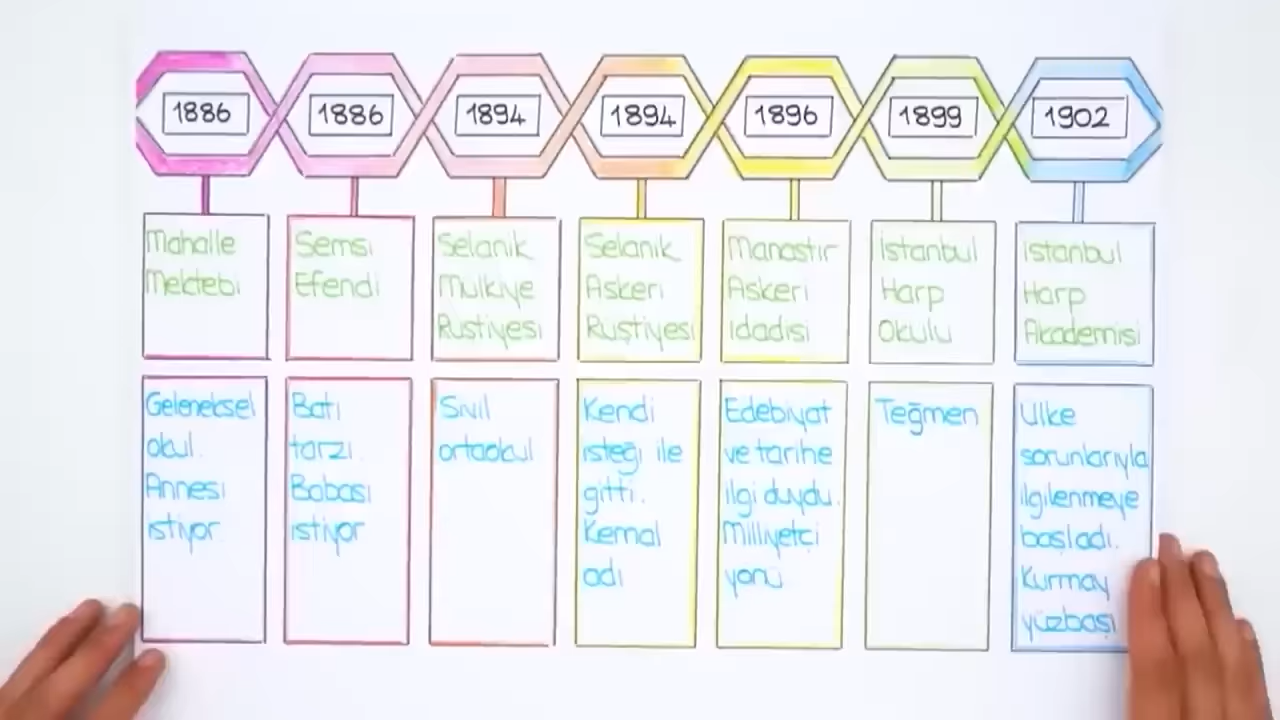 1886
1886
1894
1894
1896
1899
1902
Mahalle
Mektebi
Şemsi
Efendi
Selanik
Mülkiye
Rüştiyesi
Selanik
Askeri
Rüştiyesi
Manastır
Askeri
İdadisi
İstanbul
Harp
Okulu
İstanbul
Harp
Akademisi
Geleneksel
okul.
Annesi
istiyor
Batı
tarzı.
Babası
istiyor
Sivil
ortaokul
Kendi
isteği ile
gitti.
Kemal
adı
Edebiyat
ve tarihe
ilgi duydu.
Milliyetçi
yönü
Teğmen
Ülke
sorunlarıyla
ilgilenmeye
başladı.
Kurmay
yüzbaşı